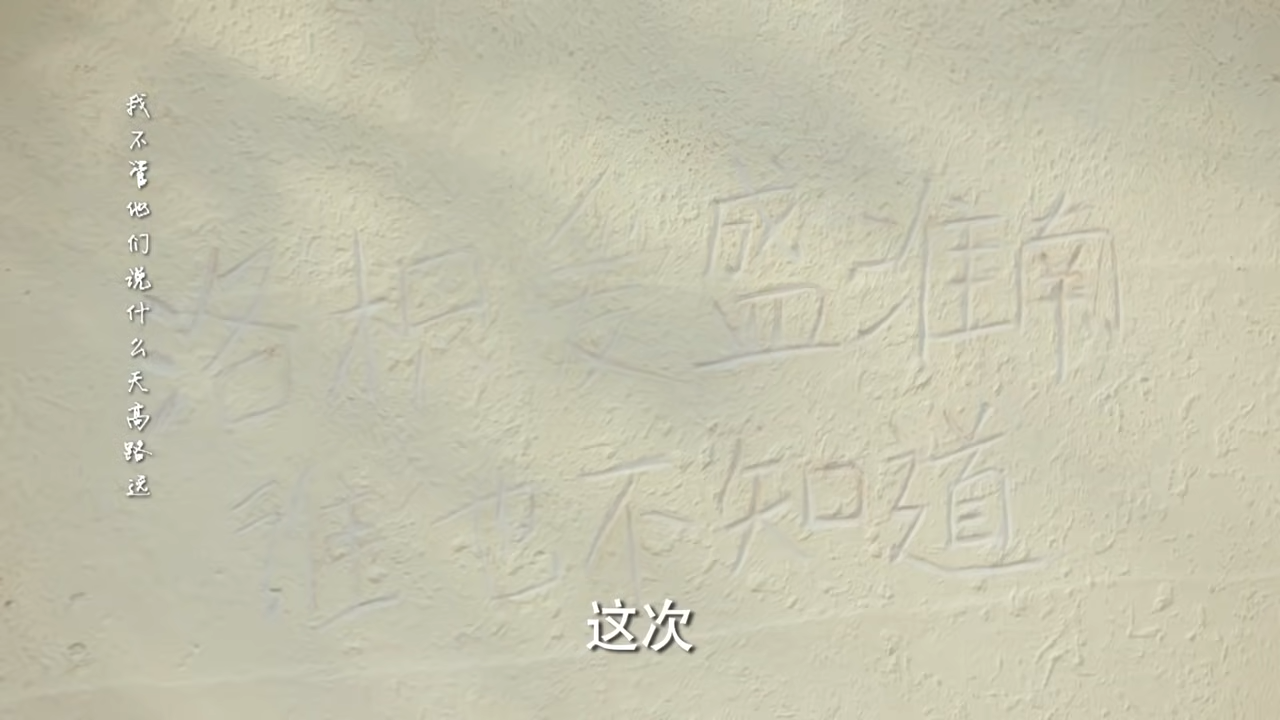 我不管他们说什么天高路远
洛枳爱盛淮南
谁也不知道
这次